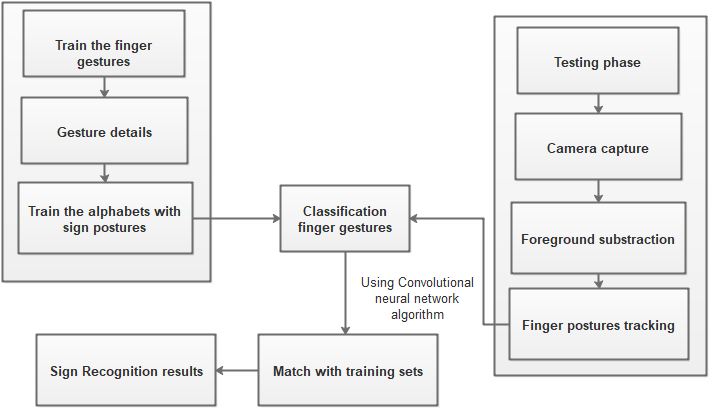 Train the finger
gestures
Gesture details
Train the alphabets with
sign postures
Classification
finger gestures
Using Convolutional
neural network
algorithm
Testing phase
Camera capture
Foreground substraction
Finger postures tracking
Match with training sets
Sign Recognition results